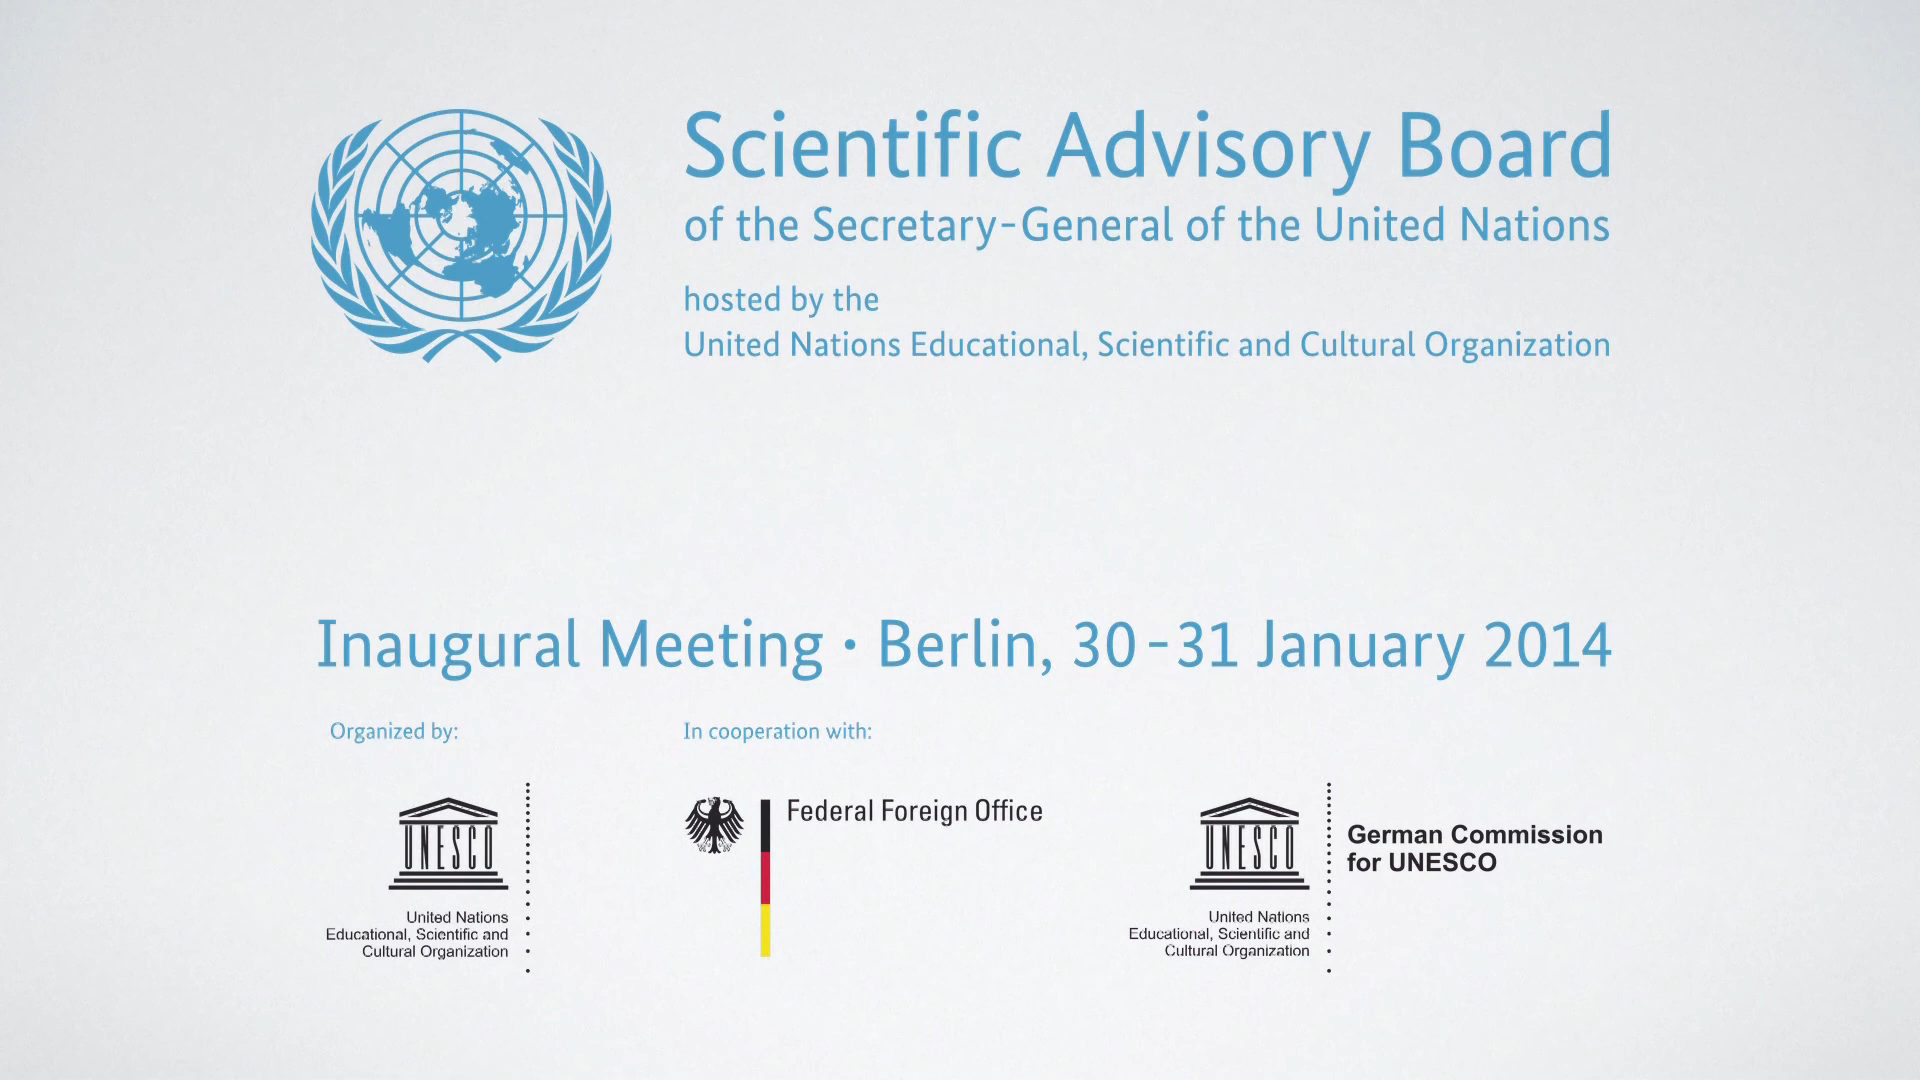 Scientific Advisory Board
of the Secretary-General of the United Nations
hosted by the
United Nations Educational, Scientific and Cultural Organization
Inaugural Meeting • Berlin, 30-31 January 2014
Organized by:
In cooperation with:
UNESCO
United Nations
Educational, Scientific and
Cultural Organization
Federal Foreign Office
UNESCO
United Nations
Educational, Scientific and
Cultural Organization
German Commission
for UNESCO